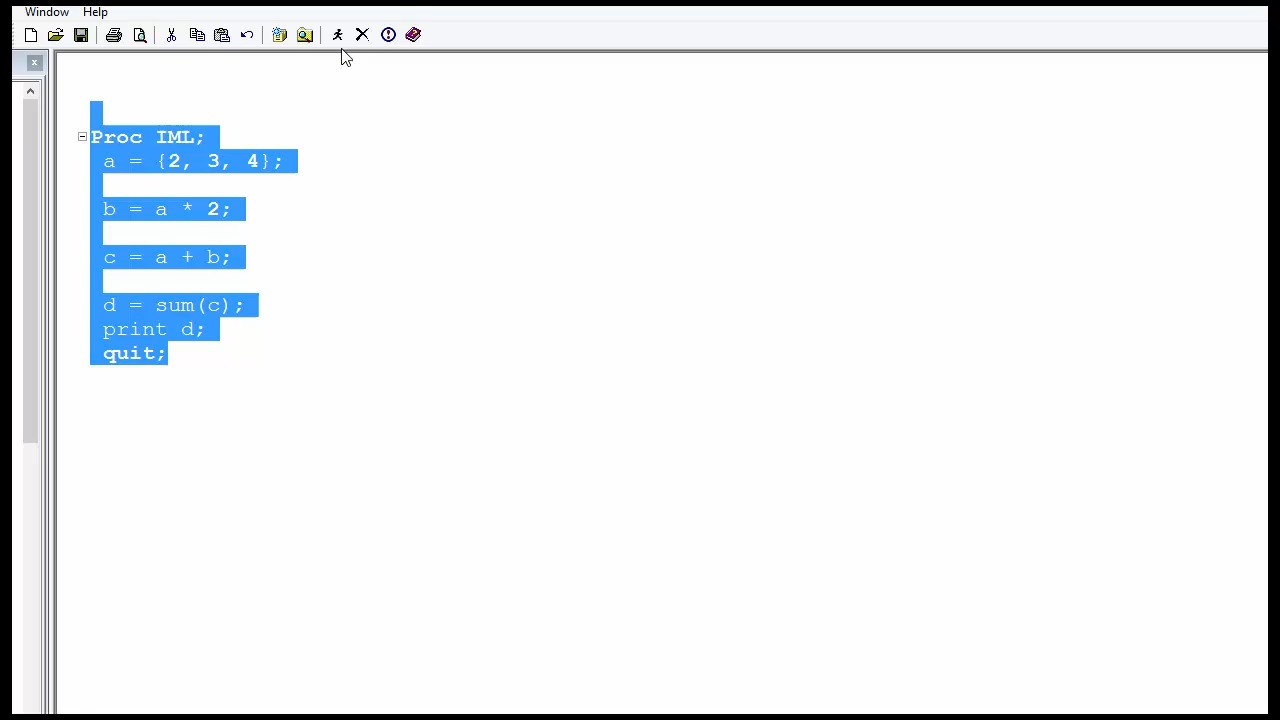 Window Help
Proc IML;
a = {2, 3, 4};
b = a * 2;
c = a + b;
d = sum(c);
print d;
quit;